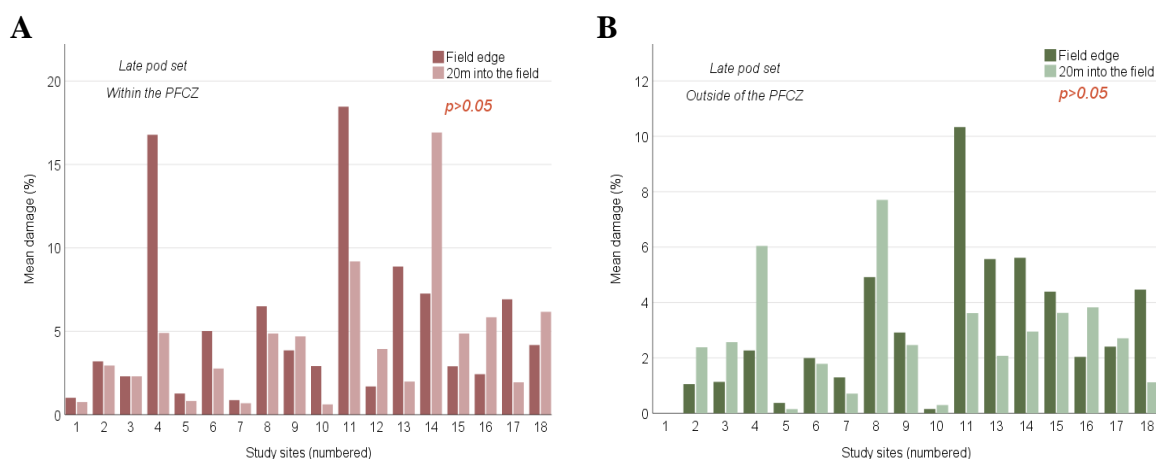 A
Late pod set
Within the PFCZ
Field edge
20m into the field
p>0.05
Mean damage (%)
20
15
10
5
0
1 2 3 4 5 6 7 8 9 10 11 12 13 14 15 16 17 18
Study sites (numbered)
B
Late pod set
Outside of the PFCZ
Field edge
20m into the field
p>0.05
Mean damage (%)
12
10
8
6
4
2
0
1 2 3 4 5 6 7 8 9 10 11 13 14 15 16 17 18
Study sites (numbered)